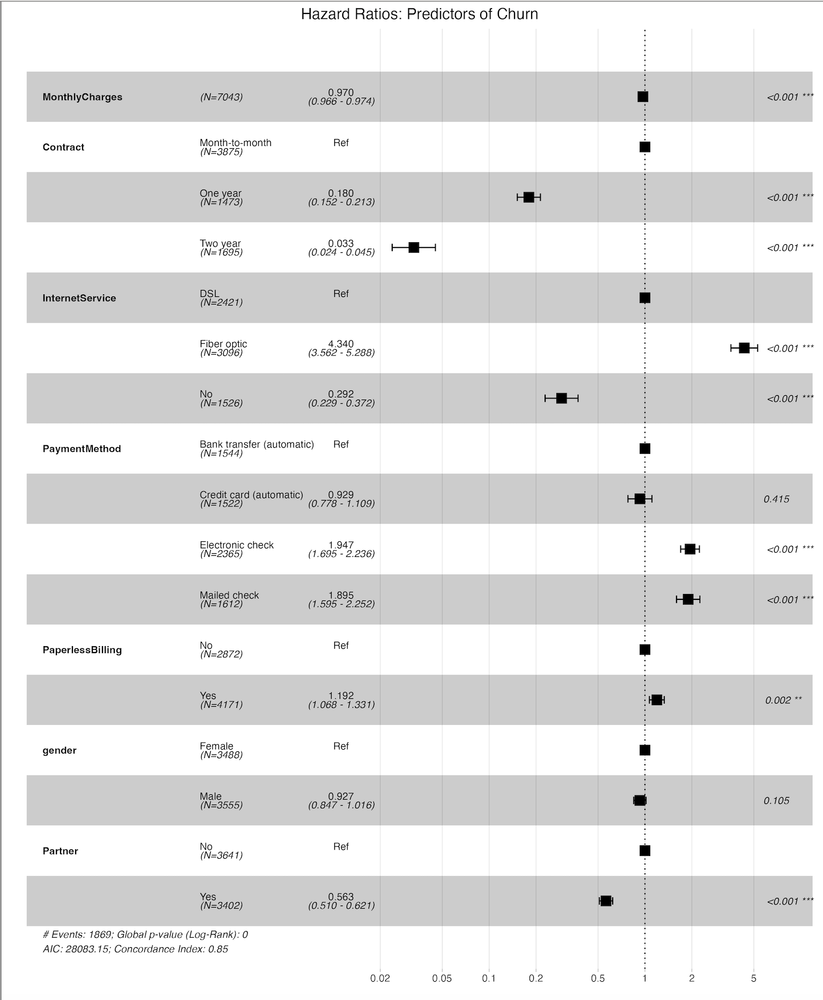 Hazard Ratios: Predictors of Churn
MonthlyCharges (N=7043) 0.970 <0.001 ***
(0.966 - 0.974)
Contract Month-to-month Ref
(N=3875)
One year 0.180 <0.001 ***
(N=1473) (0.152 - 0.213)
Two year 0.033 <0.001 ***
(N=1695) (0.024 - 0.045)
InternetService DSL Ref
(N=2421)
Fiber optic 4.340 <0.001 ***
(N=3096) (3.562 - 5.288)
No 0.292 <0.001 ***
(N=1526) (0.229 - 0.372)
PaymentMethod Bank transfer (automatic) Ref
(N=1544)
Credit card (automatic) 0.929 0.415
(N=1522) (0.778 - 1.109)
Electronic check 1.947 <0.001 ***
(N=2365) (1.695 - 2.236)
Mailed check 1.895 <0.001 ***
(N=1612) (1.595 - 2.252)
PaperlessBilling No Ref
(N=2872)
Yes 1.192 0.002 **
(N=4171) (1.068 - 1.331)
gender Female Ref
(N=3488)
Male 0.927 0.105
(N=3555) (0.847 - 1.016)
Partner No Ref
(N=3641)
Yes 0.563 <0.001 ***
(N=3402) (0.510 - 0.621)
# Events: 1869; Global p-value (Log-Rank): 0
AIC: 28083.15; Concordance Index: 0.85
0.02 0.05 0.1 0.2 0.5 1 2 5